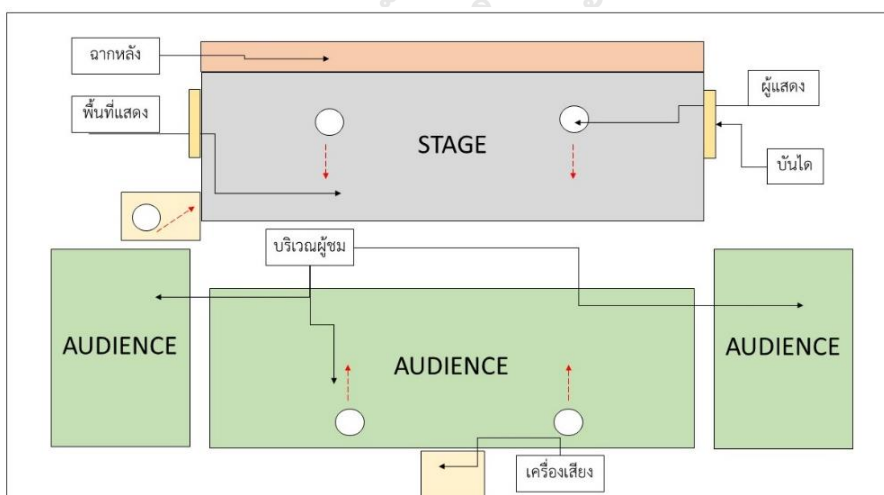 ฉากหลัง
ผู้แสดง
พื้นที่แสดง
STAGE
บันได
บริเวณผู้ชม
AUDIENCE
AUDIENCE
AUDIENCE
เครื่องเสียง